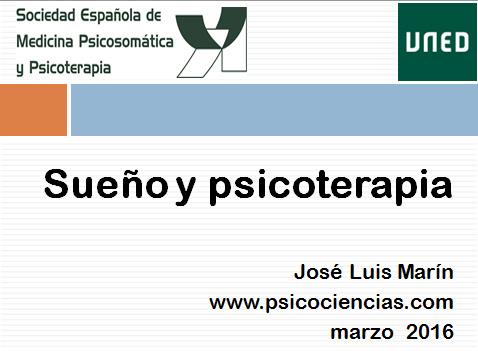 Sociedad Española de
Medicina Psicosomática
y Psicoterapia
UNED
Sueño y psicoterapia
José Luis Marín
www.psicociencias.com
marzo 2016